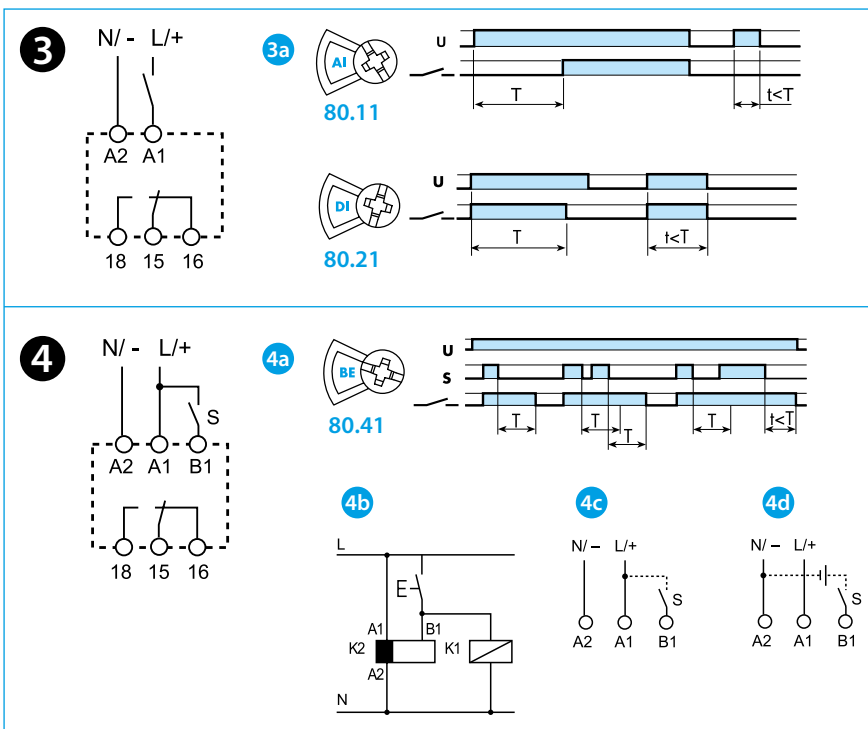 3
N/ - L/+
A2 A1
18 15 16
3a
AI
80.11
U
T
t<T
DI
80.21
U
T
t<T
4
N/ - L/+
S
A2 A1 B1
18 15 16
4a
BE
80.41
U
S
T
T
T
T
t<T
4b
L
E
A1 B1
K2 K1
A2
N
4c
N/ - L/+
S
A2 A1 B1
4d
N/ - L/+
S
A2 A1 B1